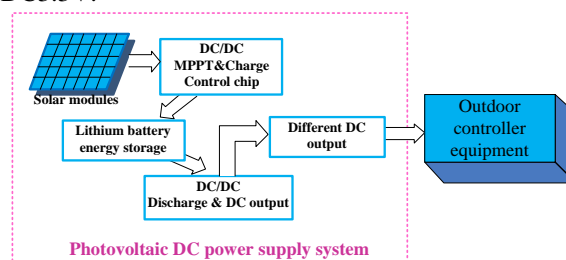 DC/DC
MPPT&Charge
Control chip
Solar modules
Lithium battery
energy storage
Different DC
output
Outdoor
controller
equipment
DC/DC
Discharge & DC output
Photovoltaic DC power supply system